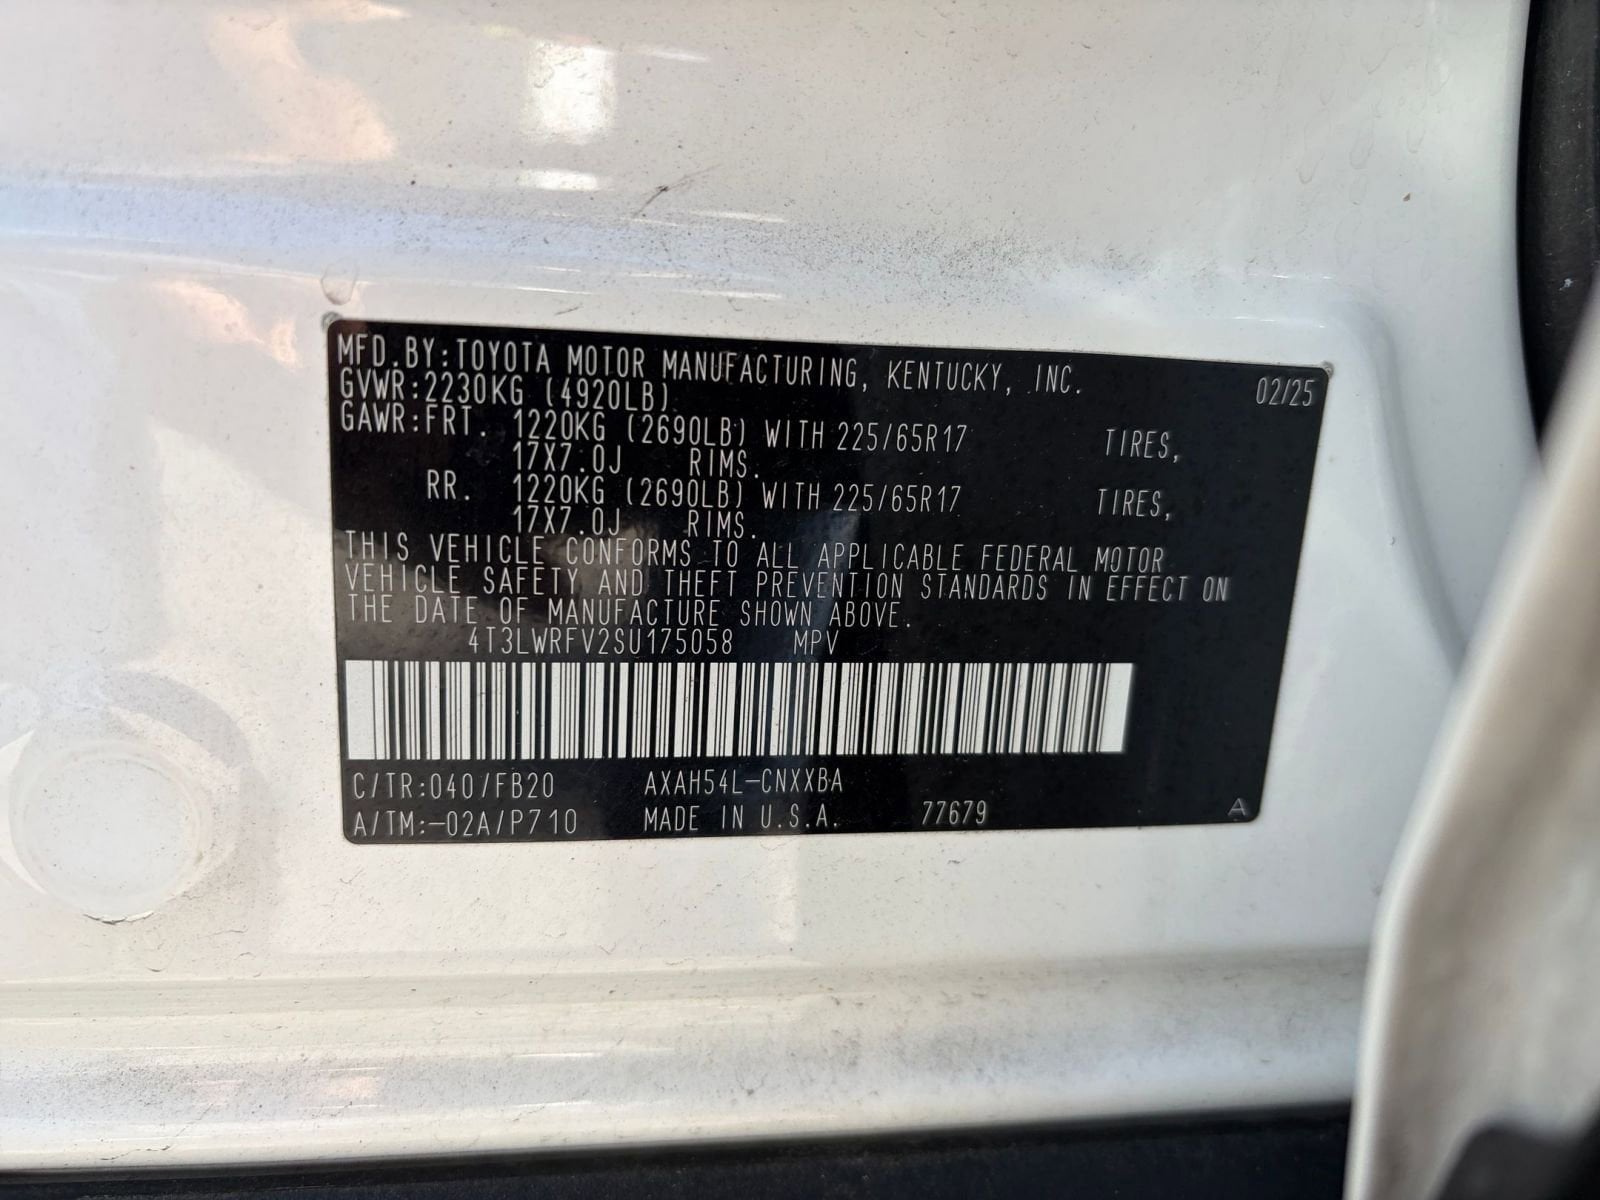 MFD.BY:TOYOTA MOTOR MANUFACTURING, KENTUCKY, INC. 02/25
GVWR:2230KG (4920LB)
GAWR:FRT. 1220KG (2690LB) WITH 225/65R17 TIRES,
17X7.0J RIMS.
RR. 1220KG (2690LB) WITH 225/65R17 TIRES,
17X7.0J RIMS.
THIS VEHICLE CONFORMS TO ALL APPLICABLE FEDERAL MOTOR
VEHICLE SAFETY AND THEFT PREVENTION STANDARDS IN EFFECT ON
THE DATE OF MANUFACTURE SHOWN ABOVE.
4T3LWRFV2SU175058 MPV
C/TR:040/FB20 AXAH54L-CNXXBA
A/TM:-02A/P710 MADE IN U.S.A. 77679 A